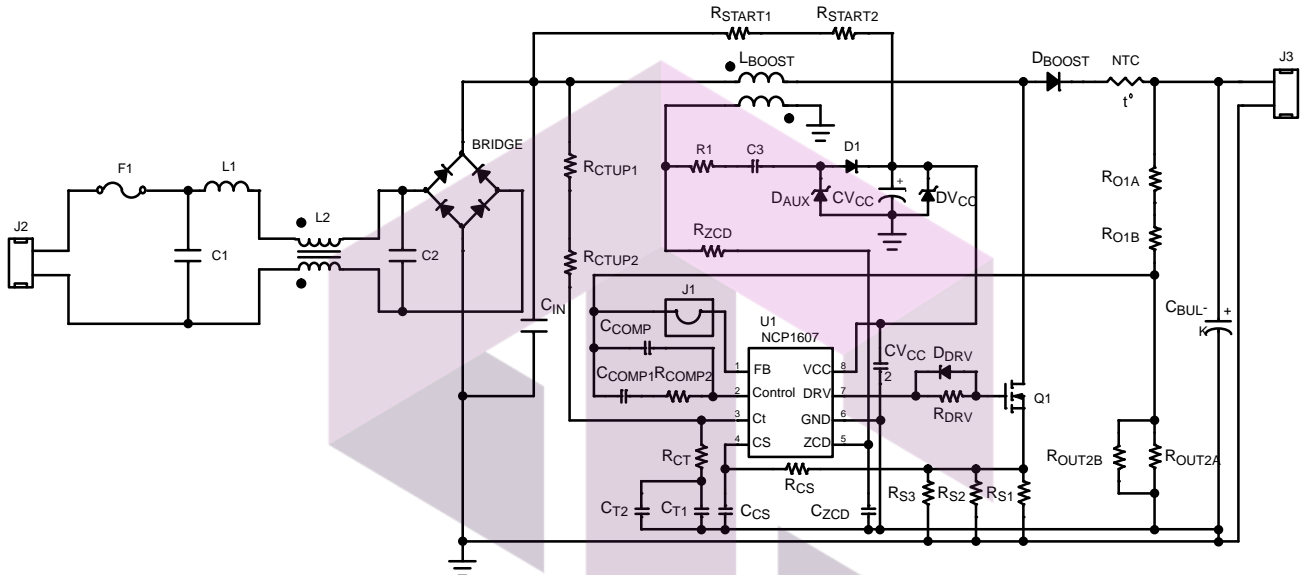 RSTART1
RSTART2
LBOOST
DBOOST
NTC
J3
t°
BRIDGE
F1
L1
RCTUP1
R1
C3
D1
DAUX
CVCC
DVCC
RO1A
J2
L2
RZCD
RO1B
C1
C2
RCTUP2
CIN
J1
U1
NCP1607
CBUL-
K
+
+
CCOMP
CVCC
2
DDRV
CCOMP1
RCOMP2
1
FB
VCC
8
2
Control
DRV
7
Q1
3
Ct
GND
6
RDRV
4
CS
ZCD
5
RCT
ROUT2B
ROUT2A
RCS
RS3
RS2
RS1
CT2
CT1
CCS
CZCD